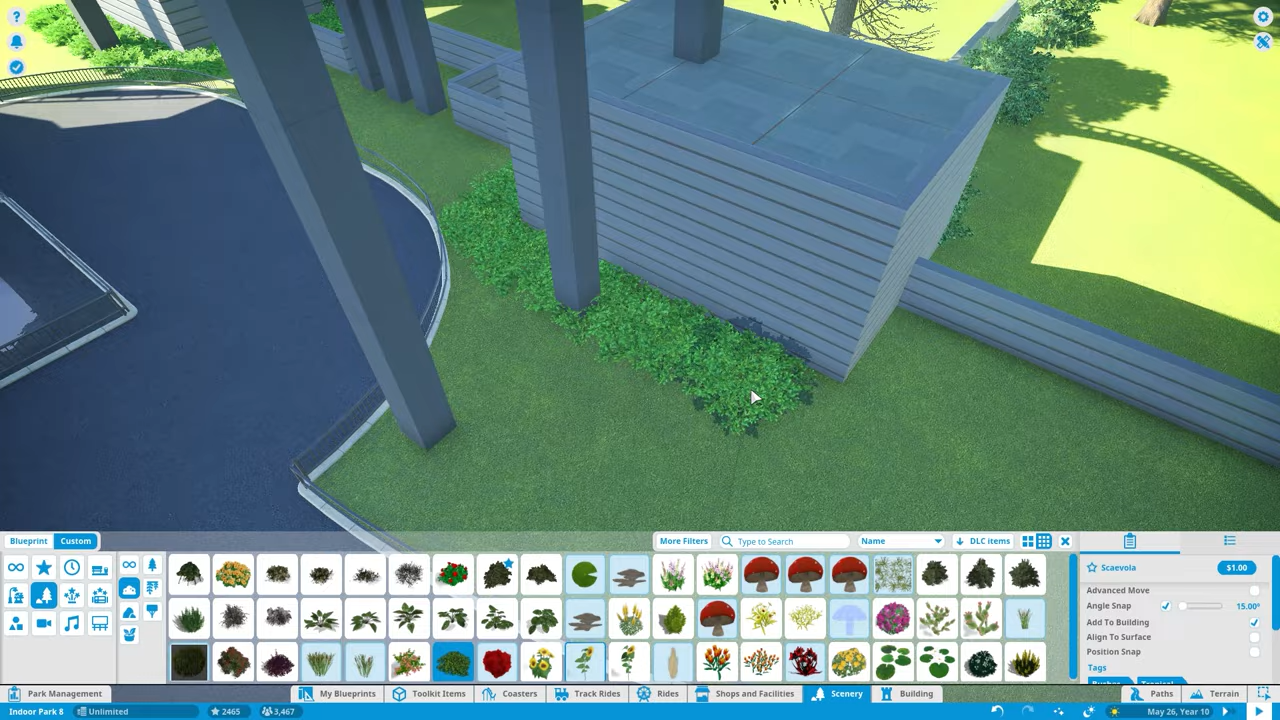 Blueprint Custom
More Filters Type to Search Name DLC items
Scaevola $1.00
Advanced Move
Angle Snap 15.00°
Add To Building
Align To Surface
Position Snap
Tags
Park Management My Blueprints Toolkit Items Coasters Track Rides Rides Shops and Facilities Scenery Building Paths Terrain
Indoor Park 8 Unlimited 2465 3,467 May 26, Year 10